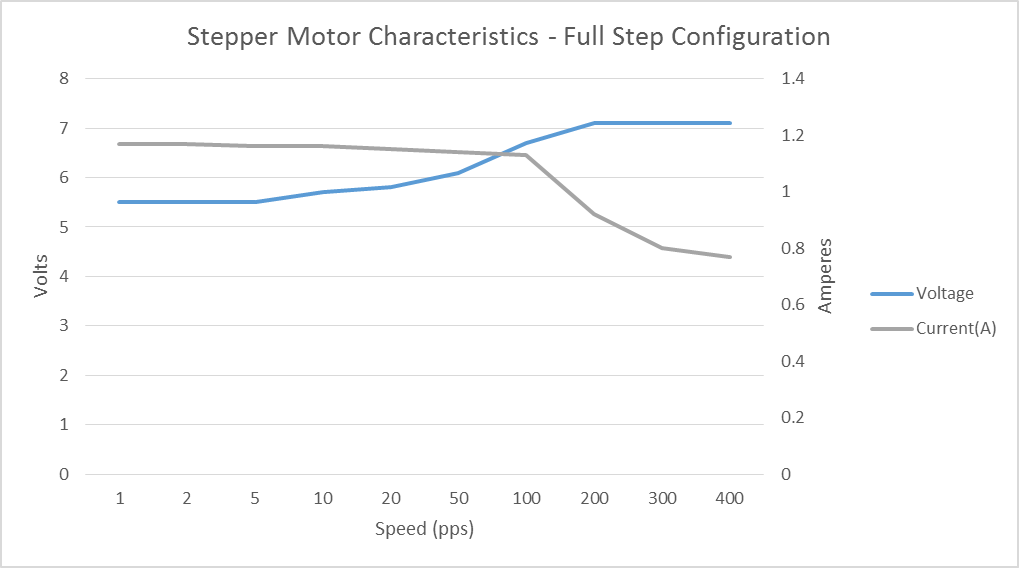 Stepper Motor Characteristics - Full Step Configuration
8
7
6
5
4
3
2
1
0
Volts
1.4
1.2
1
0.8
0.6
0.4
0.2
0
Amperes
Voltage
Current(A)
1 2 5 10 20 50 100 200 300 400
Speed (pps)